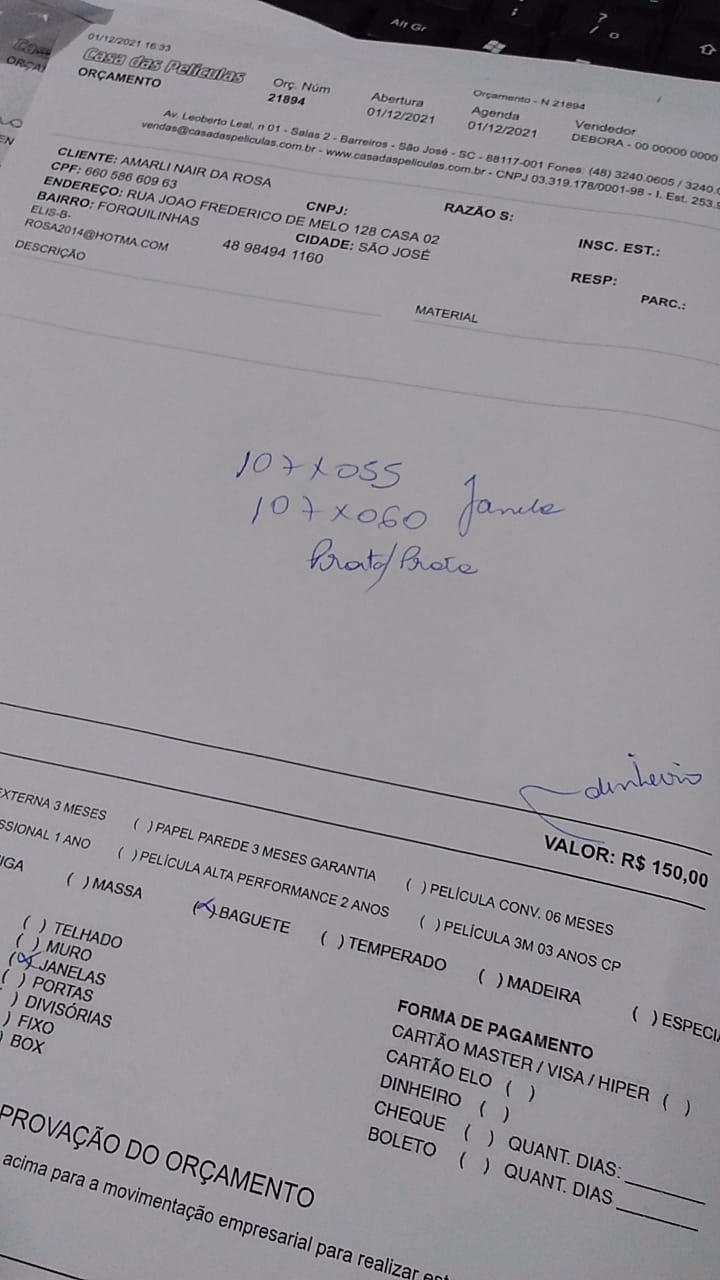 Alt Gr
01/12/2021 16:33
Casa das Películas
ORÇAMENTO
Orç. Núm
21894
Abertura
01/12/2021
Orçamento - N 21894
Agenda
01/12/2021
Vendedor
DEBORA - 00 00000 0000
Av. Leoberto Leal, n 01 - Salas 2 - Barreiros - São José - SC - 88117-001 Fones: (48) 3240.0605 / 3240.
vendas@casadaspeliculas.com.br - www.casadaspeliculas.com.br - CNPJ 03.319.178/0001-98 - I. Est. 253.
CLIENTE: AMARLI NAIR DA ROSA
CPF: 660 586 609 63
CNPJ:
RAZÃO S:
INSC. EST.:
ENDEREÇO: RUA JOAO FREDERICO DE MELO 128 CASA 02
BAIRRO: FORQUILINHAS
CIDADE: SÃO JOSÉ
RESP:
ELIS-B-
ROSA2014@HOTMA.COM
48 98494 1160
PARC.:
DESCRIÇÃO
MATERIAL
107x055
107x060 Janela
Prata/Prata
dinheiro
VALOR: R$ 150,00
EXTERNA 3 MESES ( ) PAPEL PAREDE 3 MESES GARANTIA ( ) PELÍCULA CONV. 06 MESES
SSIONAL 1 ANO ( ) PELÍCULA ALTA PERFORMANCE 2 ANOS ( ) PELÍCULA 3M 03 ANOS CP
IGA ( ) MASSA (X) BAGUETE ( ) TEMPERADO ( ) MADEIRA ( ) ESPECIA
( ) TELHADO
( ) MURO
(X) JANELAS
( ) PORTAS
) DIVISÓRIAS
) FIXO
) BOX
FORMA DE PAGAMENTO
CARTÃO MASTER / VISA / HIPER ( )
CARTÃO ELO ( )
DINHEIRO ( )
CHEQUE ( ) QUANT. DIAS:
BOLETO ( ) QUANT. DIAS
PROVAÇÃO DO ORÇAMENTO
acima para a movimentação empresarial para realizar est